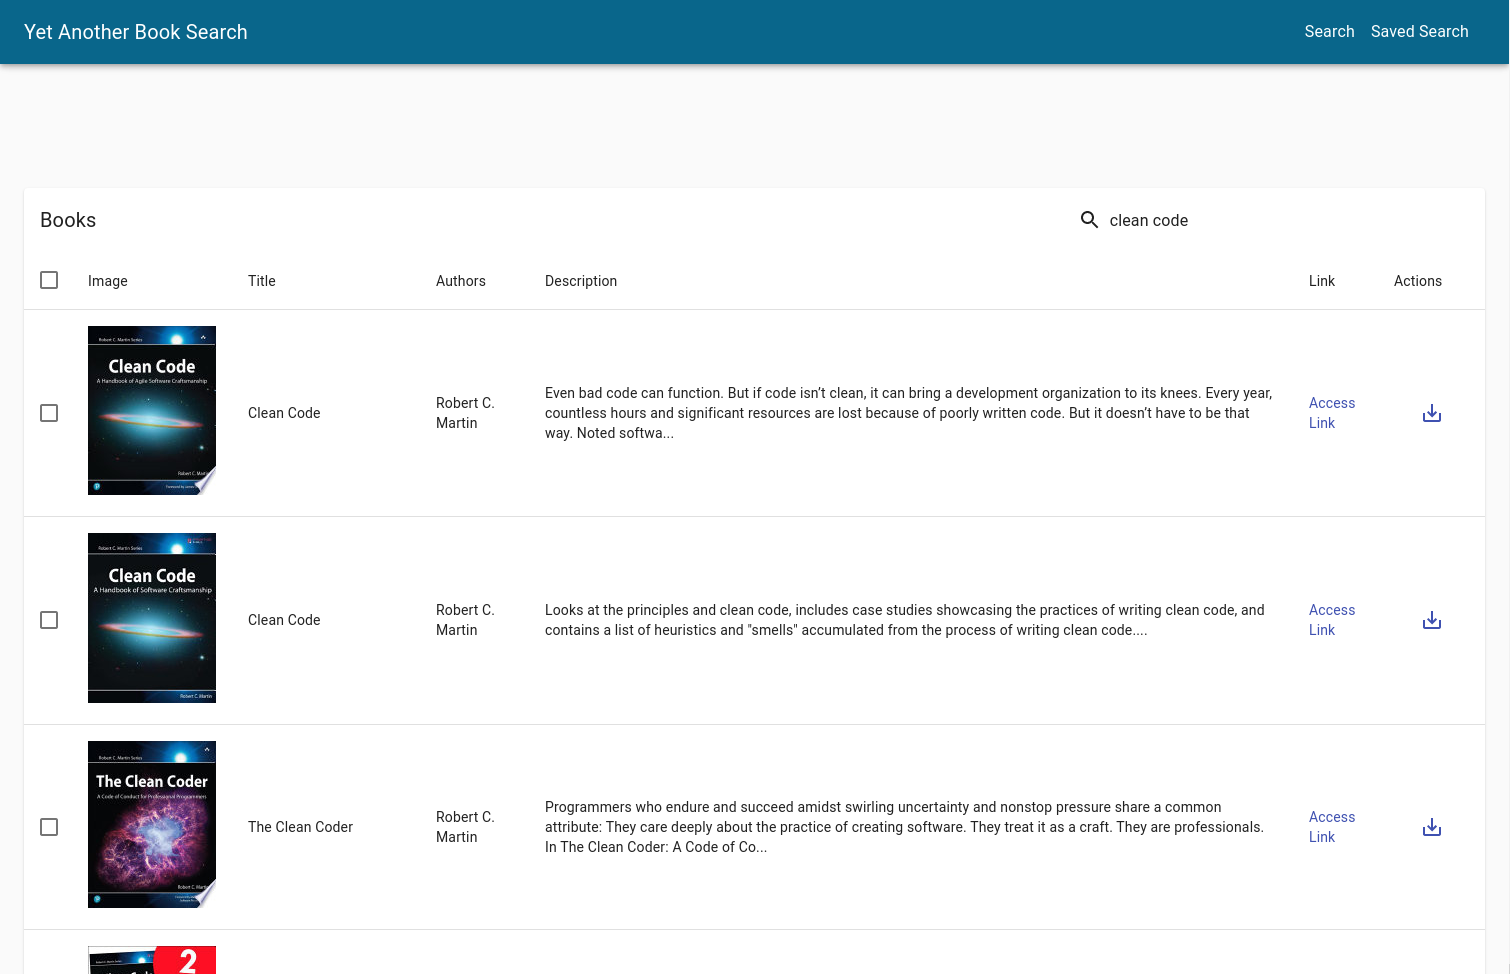 Yet Another Book Search
Search Saved Search
Books
clean code
Image Title Authors Description Link Actions
Robert C. Martin Series
Clean Code
A Handbook of Agile Software Craftsmanship
Robert C. Martin
Clean Code
Robert C.
Martin
Even bad code can function. But if code isn’t clean, it can bring a development organization to its knees. Every year,
countless hours and significant resources are lost because of poorly written code. But it doesn’t have to be that
way. Noted softwa...
Access
Link
Robert C. Martin Series
Clean Code
A Handbook of Software Craftsmanship
Robert C. Martin
Clean Code
Robert C.
Martin
Looks at the principles and clean code, includes case studies showcasing the practices of writing clean code, and
contains a list of heuristics and "smells" accumulated from the process of writing clean code....
Access
Link
Robert C. Martin Series
The Clean Coder
A Code of Conduct for Professional Programmers
Robert C. Martin
The Clean Coder
Robert C.
Martin
Programmers who endure and succeed amidst swirling uncertainty and nonstop pressure share a common
attribute: They care deeply about the practice of creating software. They treat it as a craft. They are professionals.
In The Clean Coder: A Code of Co...
Access
Link
2